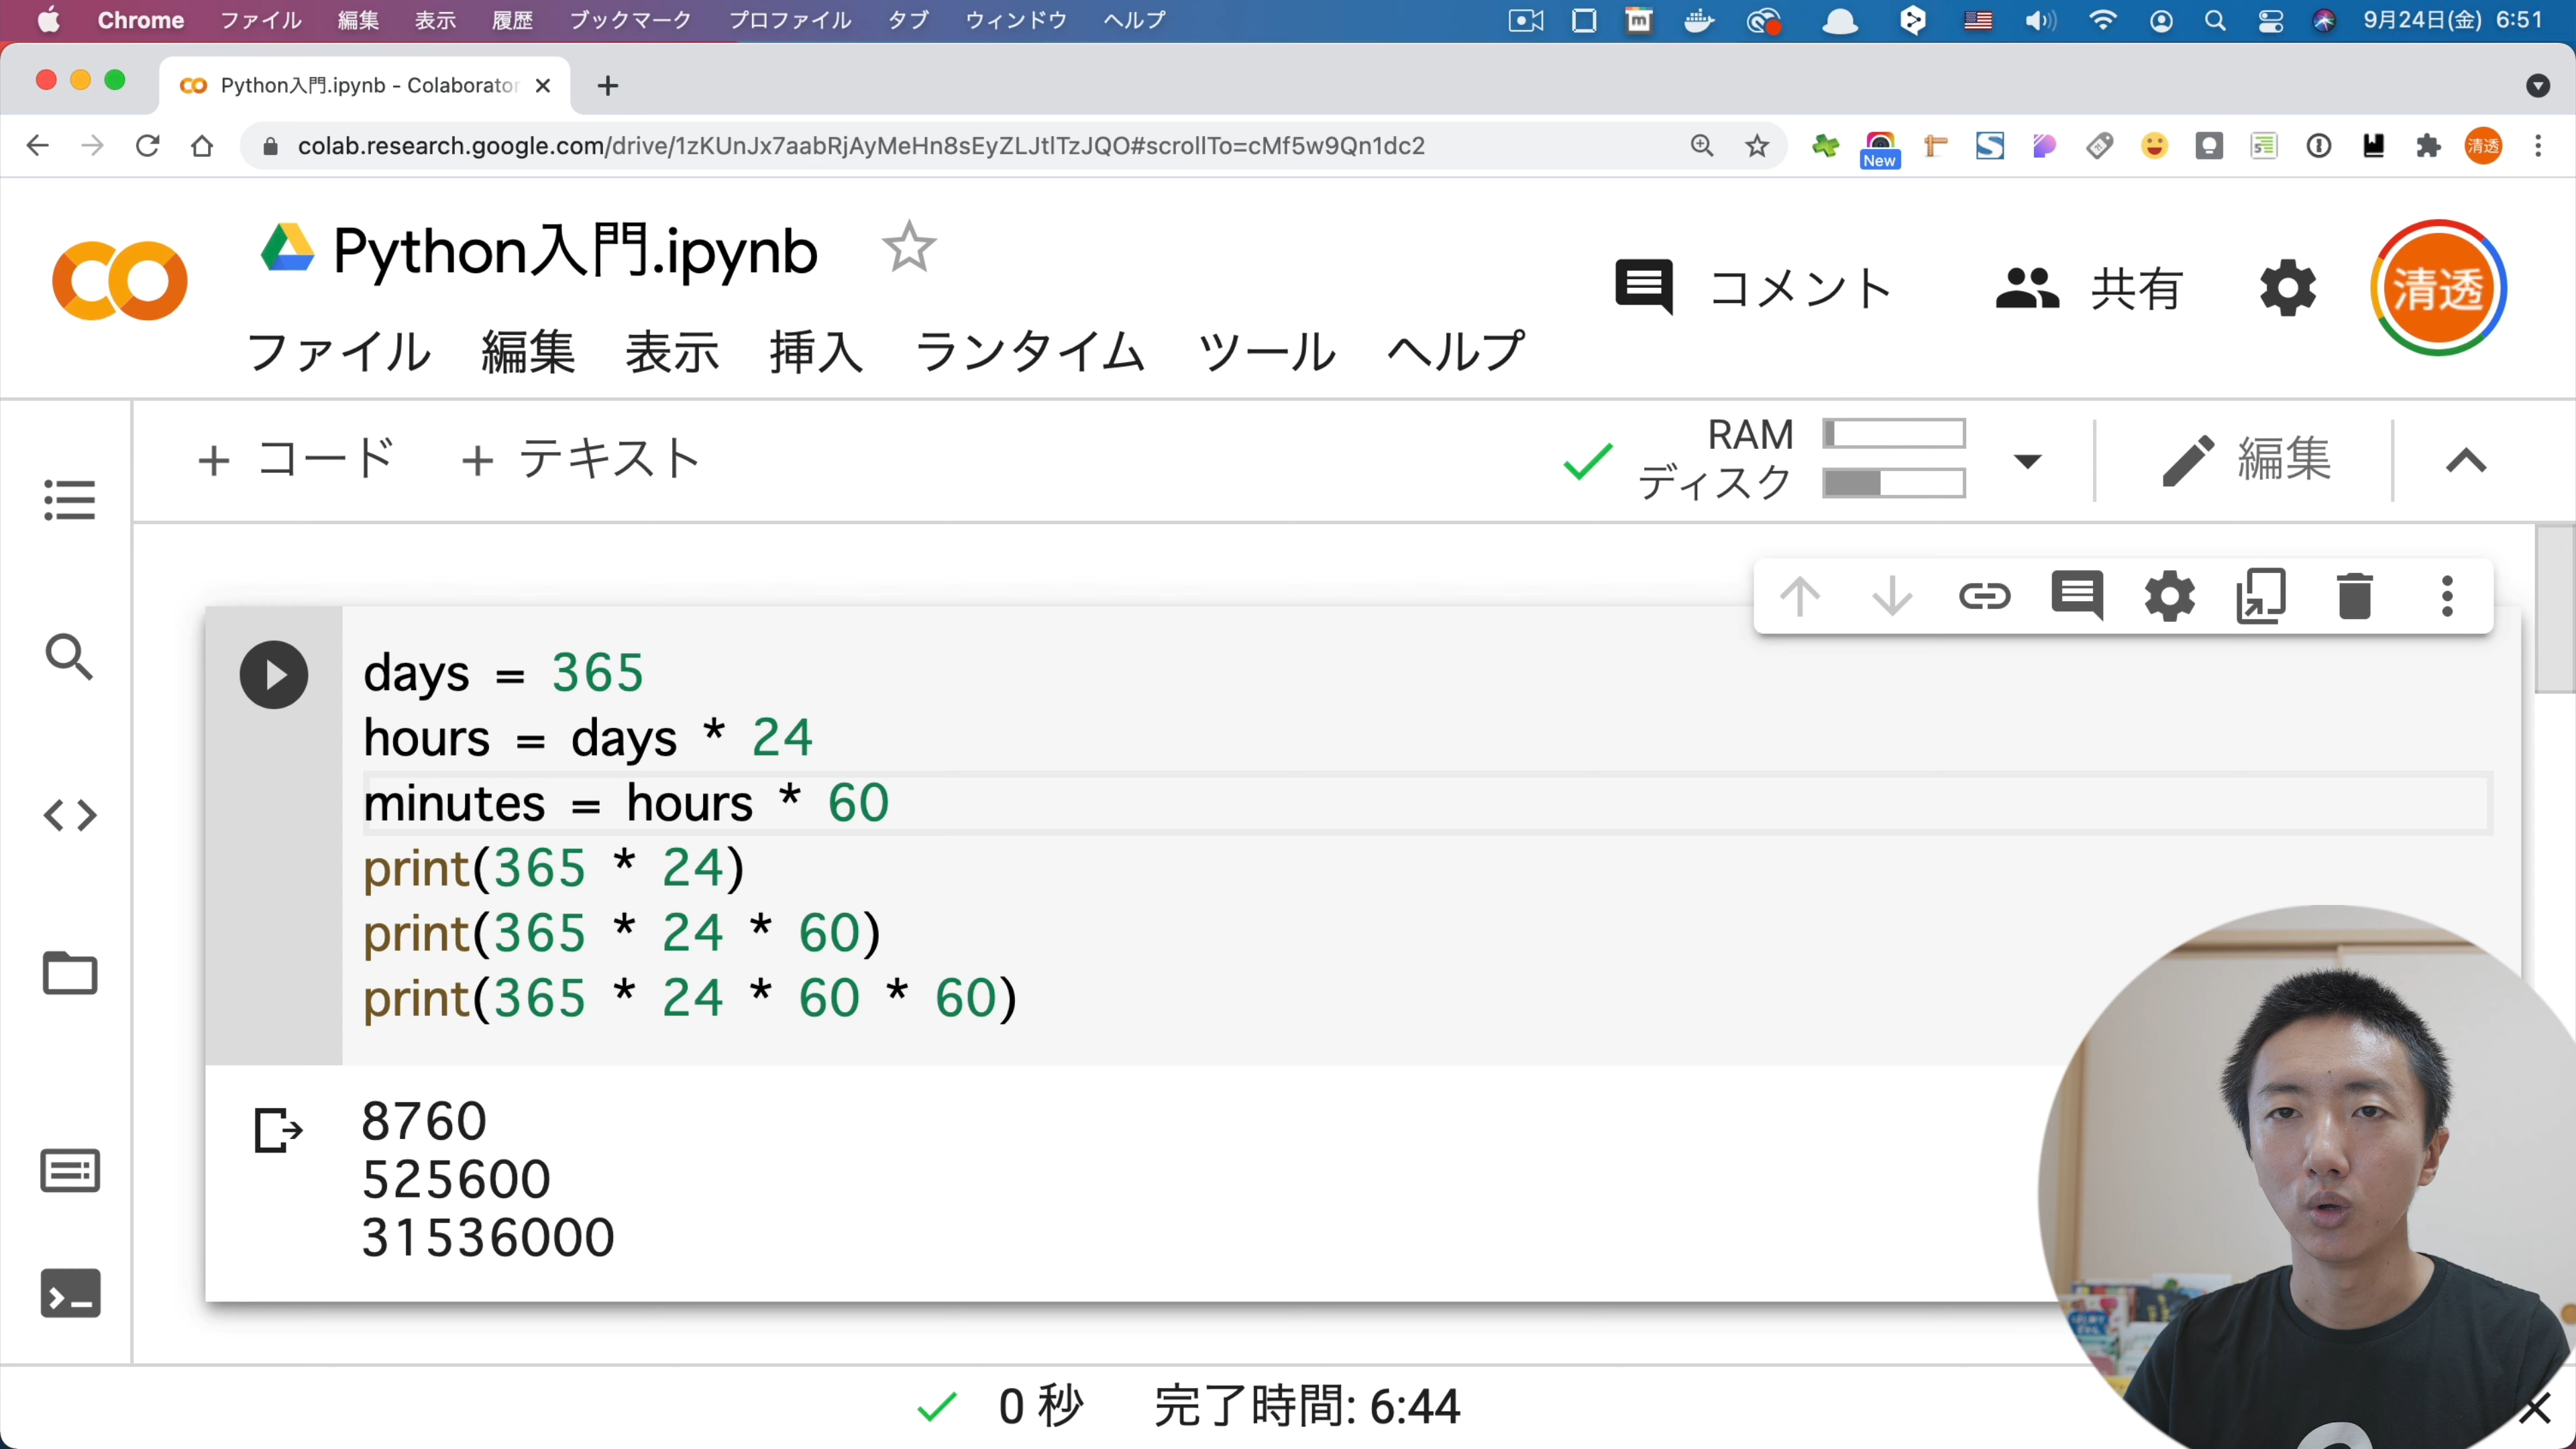 Chrome ファイル 編集 表示 履歴 ブックマーク プロファイル タブ ウィンドウ ヘルプ 9月24日(金) 6:51
Python入門.ipynb - Colaborator
colab.research.google.com/drive/1zKUnJx7aabRjAyMeHn8sEyZLJtlTzJQO#scrollTo=cMf5w9Qn1dc2
New
清透
Python入門.ipynb
コメント 共有 清透
ファイル 編集 表示 挿入 ランタイム ツール ヘルプ
+ コード + テキスト
RAM
ディスク
編集
days = 365
hours = days * 24
minutes = hours * 60
print(365 * 24)
print(365 * 24 * 60)
print(365 * 24 * 60 * 60)
8760
525600
31536000
0 秒 完了時間: 6:44